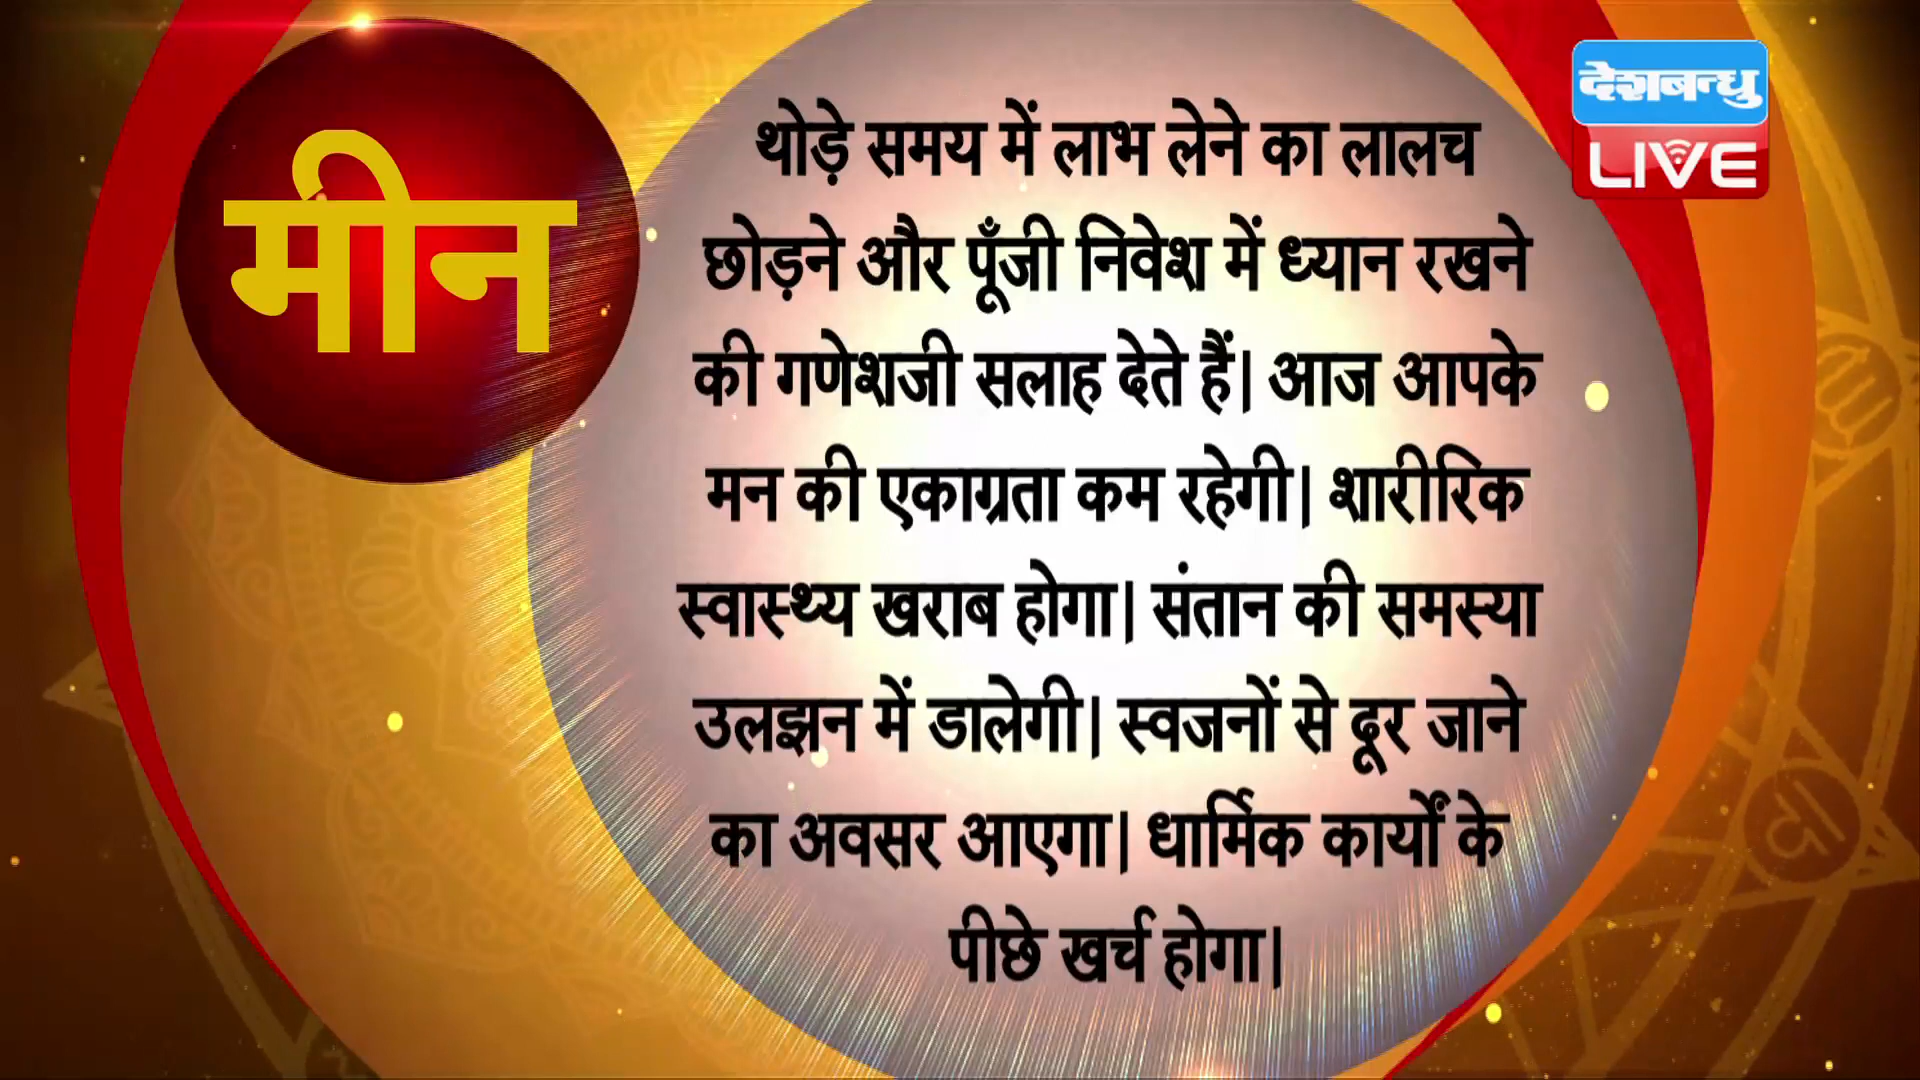 मीन
देशबन्धु
LIVE
थोड़े समय में लाभ लेने का लालच
छोड़ने और पूँजी निवेश में ध्यान रखने
की गणेशजी सलाह देते हैं| आज आपके
मन की एकाग्रता कम रहेगी| शारीरिक
स्वास्थ्य खराब होगा| संतान की समस्या
उलझन में डालेगी| स्वजनों से दूर जाने
का अवसर आएगा| धार्मिक कार्यों के
पीछे खर्च होगा|